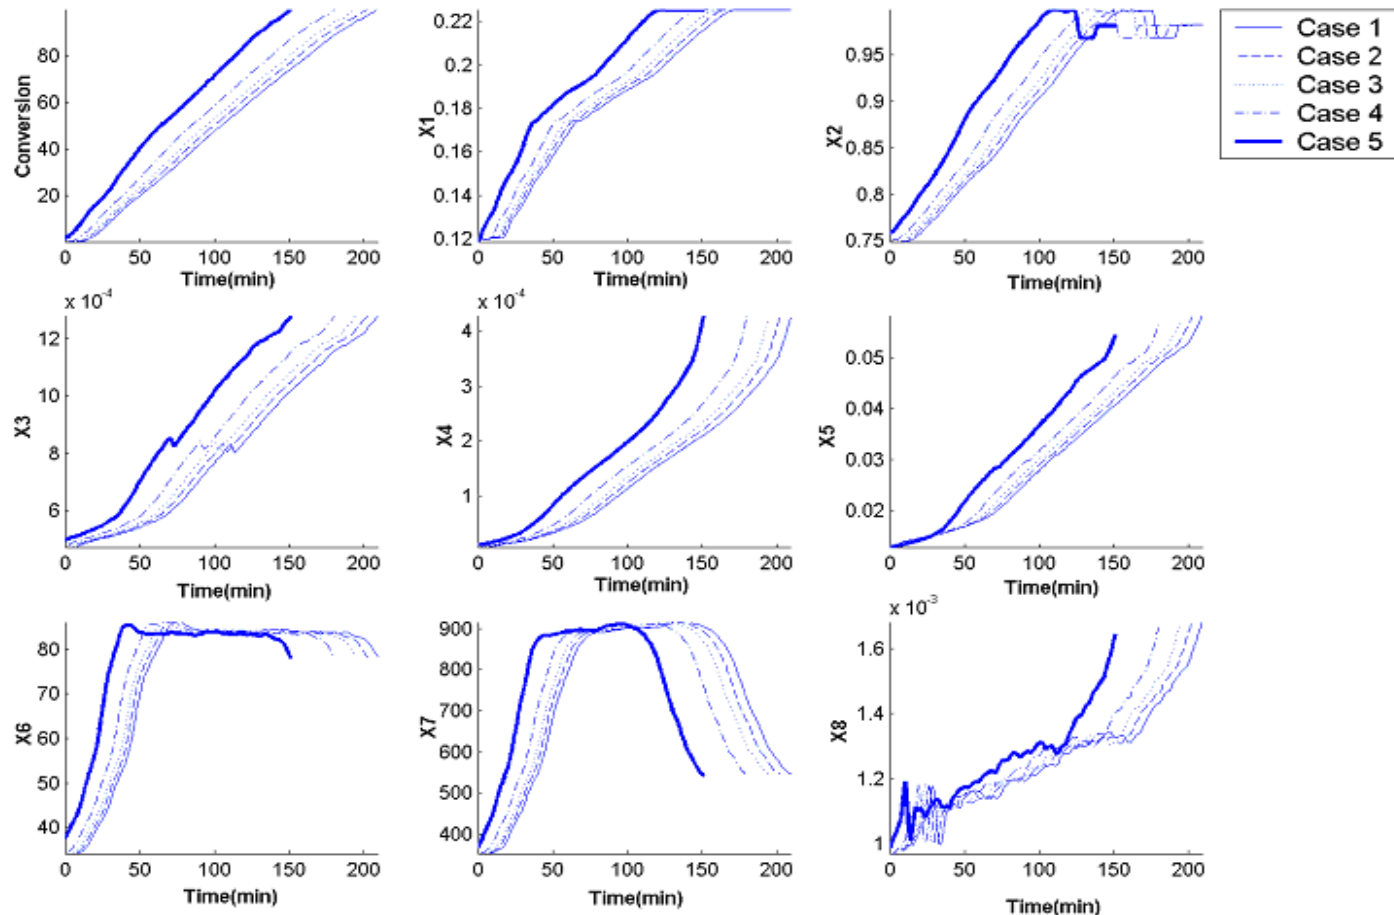 Conversion
80
60
40
20
0 50 100 150 200
Time(min)
X1
0.22
0.2
0.18
0.16
0.14
0.12
0 50 100 150 200
Time(min)
X2
0.95
0.9
0.85
0.8
0.75
0 50 100 150 200
Time(min)
Case 1
Case 2
Case 3
Case 4
Case 5
x 10⁻⁴
X3
12
10
8
6
0 50 100 150 200
Time(min)
x 10⁻⁴
X4
4
3
2
1
0 50 100 150 200
Time(min)
X5
0.05
0.04
0.03
0.02
0 50 100 150 200
Time(min)
X6
80
70
60
50
40
0 50 100 150 200
Time(min)
X7
900
800
700
600
500
400
0 50 100 150 200
Time(min)
x 10⁻³
X8
1.6
1.4
1.2
1
0 50 100 150 200
Time(min)